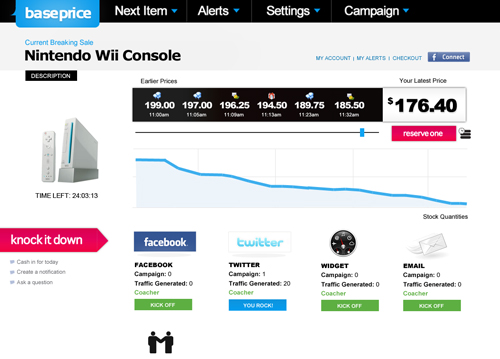 baseprice
Next Item
Alerts
Settings
Campaign
Current Breaking Sale
Nintendo Wii Console
MY ACCOUNT | MY ALERTS | CHECKOUT
f Connect
DESCRIPTION
Earlier Prices
Your Latest Price
199.00 197.00 196.25 194.50 189.75 185.50
11:00am 11:05am 11:09am 11:13am 11:23am 11:32am
$176.40
reserve one
TIME LEFT: 24:03:13
Stock Quantities
knock it down
Cash in for today
Create a notification
Ask a question
facebook
twitter
FACEBOOK
Campaign: 0
Traffic Generated: 0
Coacher
KICK OFF
TWITTER
Campaign: 1
Traffic Generated: 20
Coacher
YOU ROCK!
WIDGET
Campaign: 0
Traffic Generated: 0
Coacher
KICK OFF
EMAIL
Campaign: 0
Traffic Generated: 0
Coacher
KICK OFF